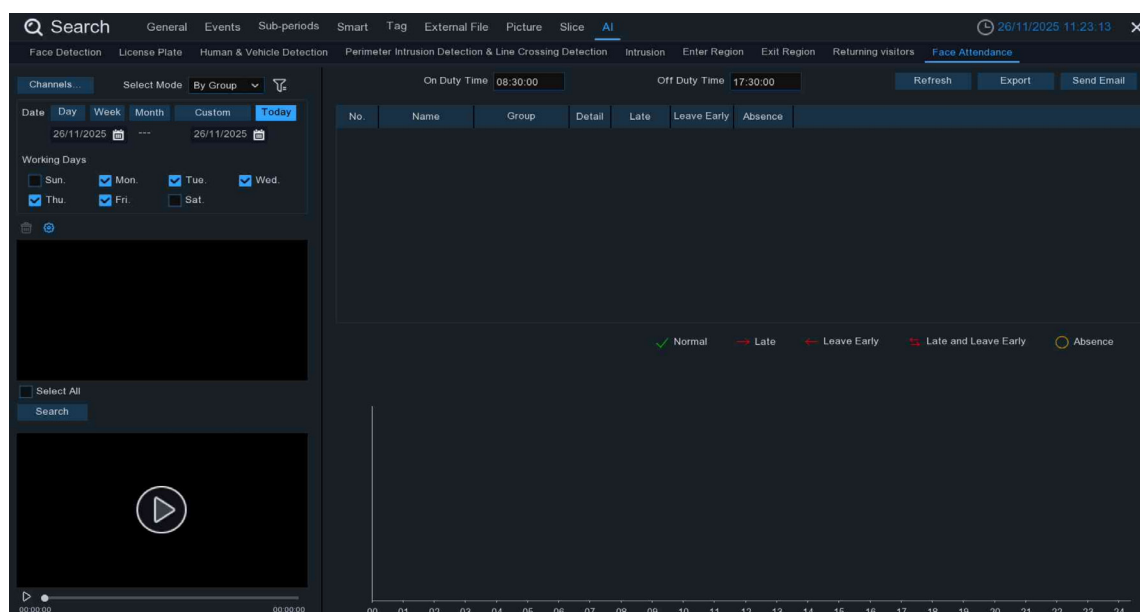 Search General Events Sub-periods Smart Tag External File Picture Slice AI 26/11/2025 11:23:13
Face Detection License Plate Human & Vehicle Detection Perimeter Intrusion Detection & Line Crossing Detection Intrusion Enter Region Exit Region Returning visitors Face Attendance
Channels... Select Mode By Group
On Duty Time 08:30:00 Off Duty Time 17:30:00 Refresh Export Send Email
Date Day Week Month Custom Today
26/11/2025 --- 26/11/2025
Working Days
Sun. Mon. Tue. Wed.
Thu. Fri. Sat.
No. Name Group Detail Late Leave Early Absence
Normal Late Leave Early Late and Leave Early Absence
Select All
Search
00:00:00 00:00:00
00 01 02 03 04 05 06 07 08 09 10 11 12 13 14 15 16 17 18 19 20 21 22 23 24